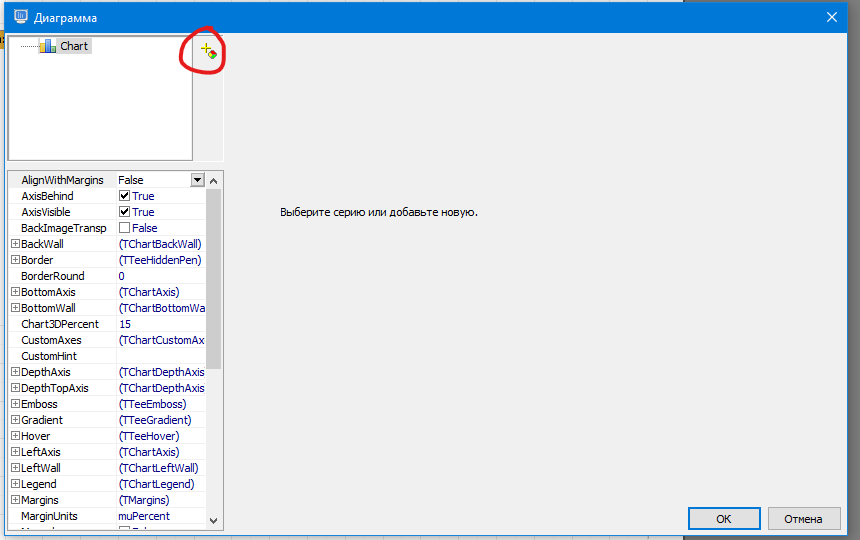 Диаграмма
Chart
AlignWithMargins False
AxisBehind True
AxisVisible True
BackImageTransp False
BackWall (TChartBackWall)
Border (TTeeHiddenPen)
BorderRound 0
BottomAxis (TChartAxis)
BottomWall (TChartBottomWa
Chart3DPercent 15
CustomAxes (TChartCustomAx
CustomHint
DepthAxis (TChartDepthAxis
DepthTopAxis (TChartDepthAxis
Emboss (TTeeEmboss)
Gradient (TTeeGradient)
Hover (TTeeHover)
LeftAxis (TChartAxis)
LeftWall (TChartLeftWall)
Legend (TChartLegend)
Margins (TMargins)
MarginUnits muPercent
Выберите серию или добавьте новую.
ОК
Отмена